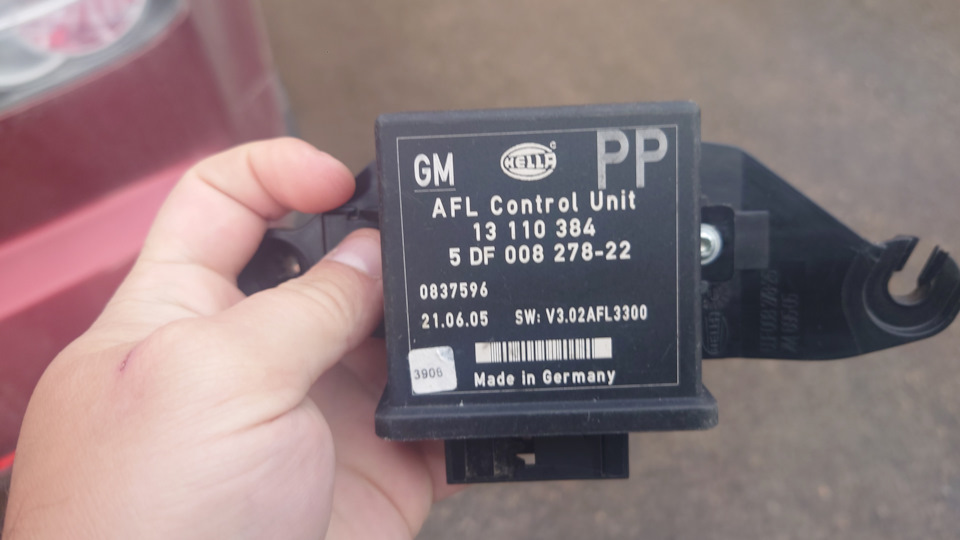 GM HELLA PP
AFL Control Unit
13 110 384
5 DF 008 278-22
0837596
21.06.05 SW: V3.02AFL3300
3906
Made in Germany